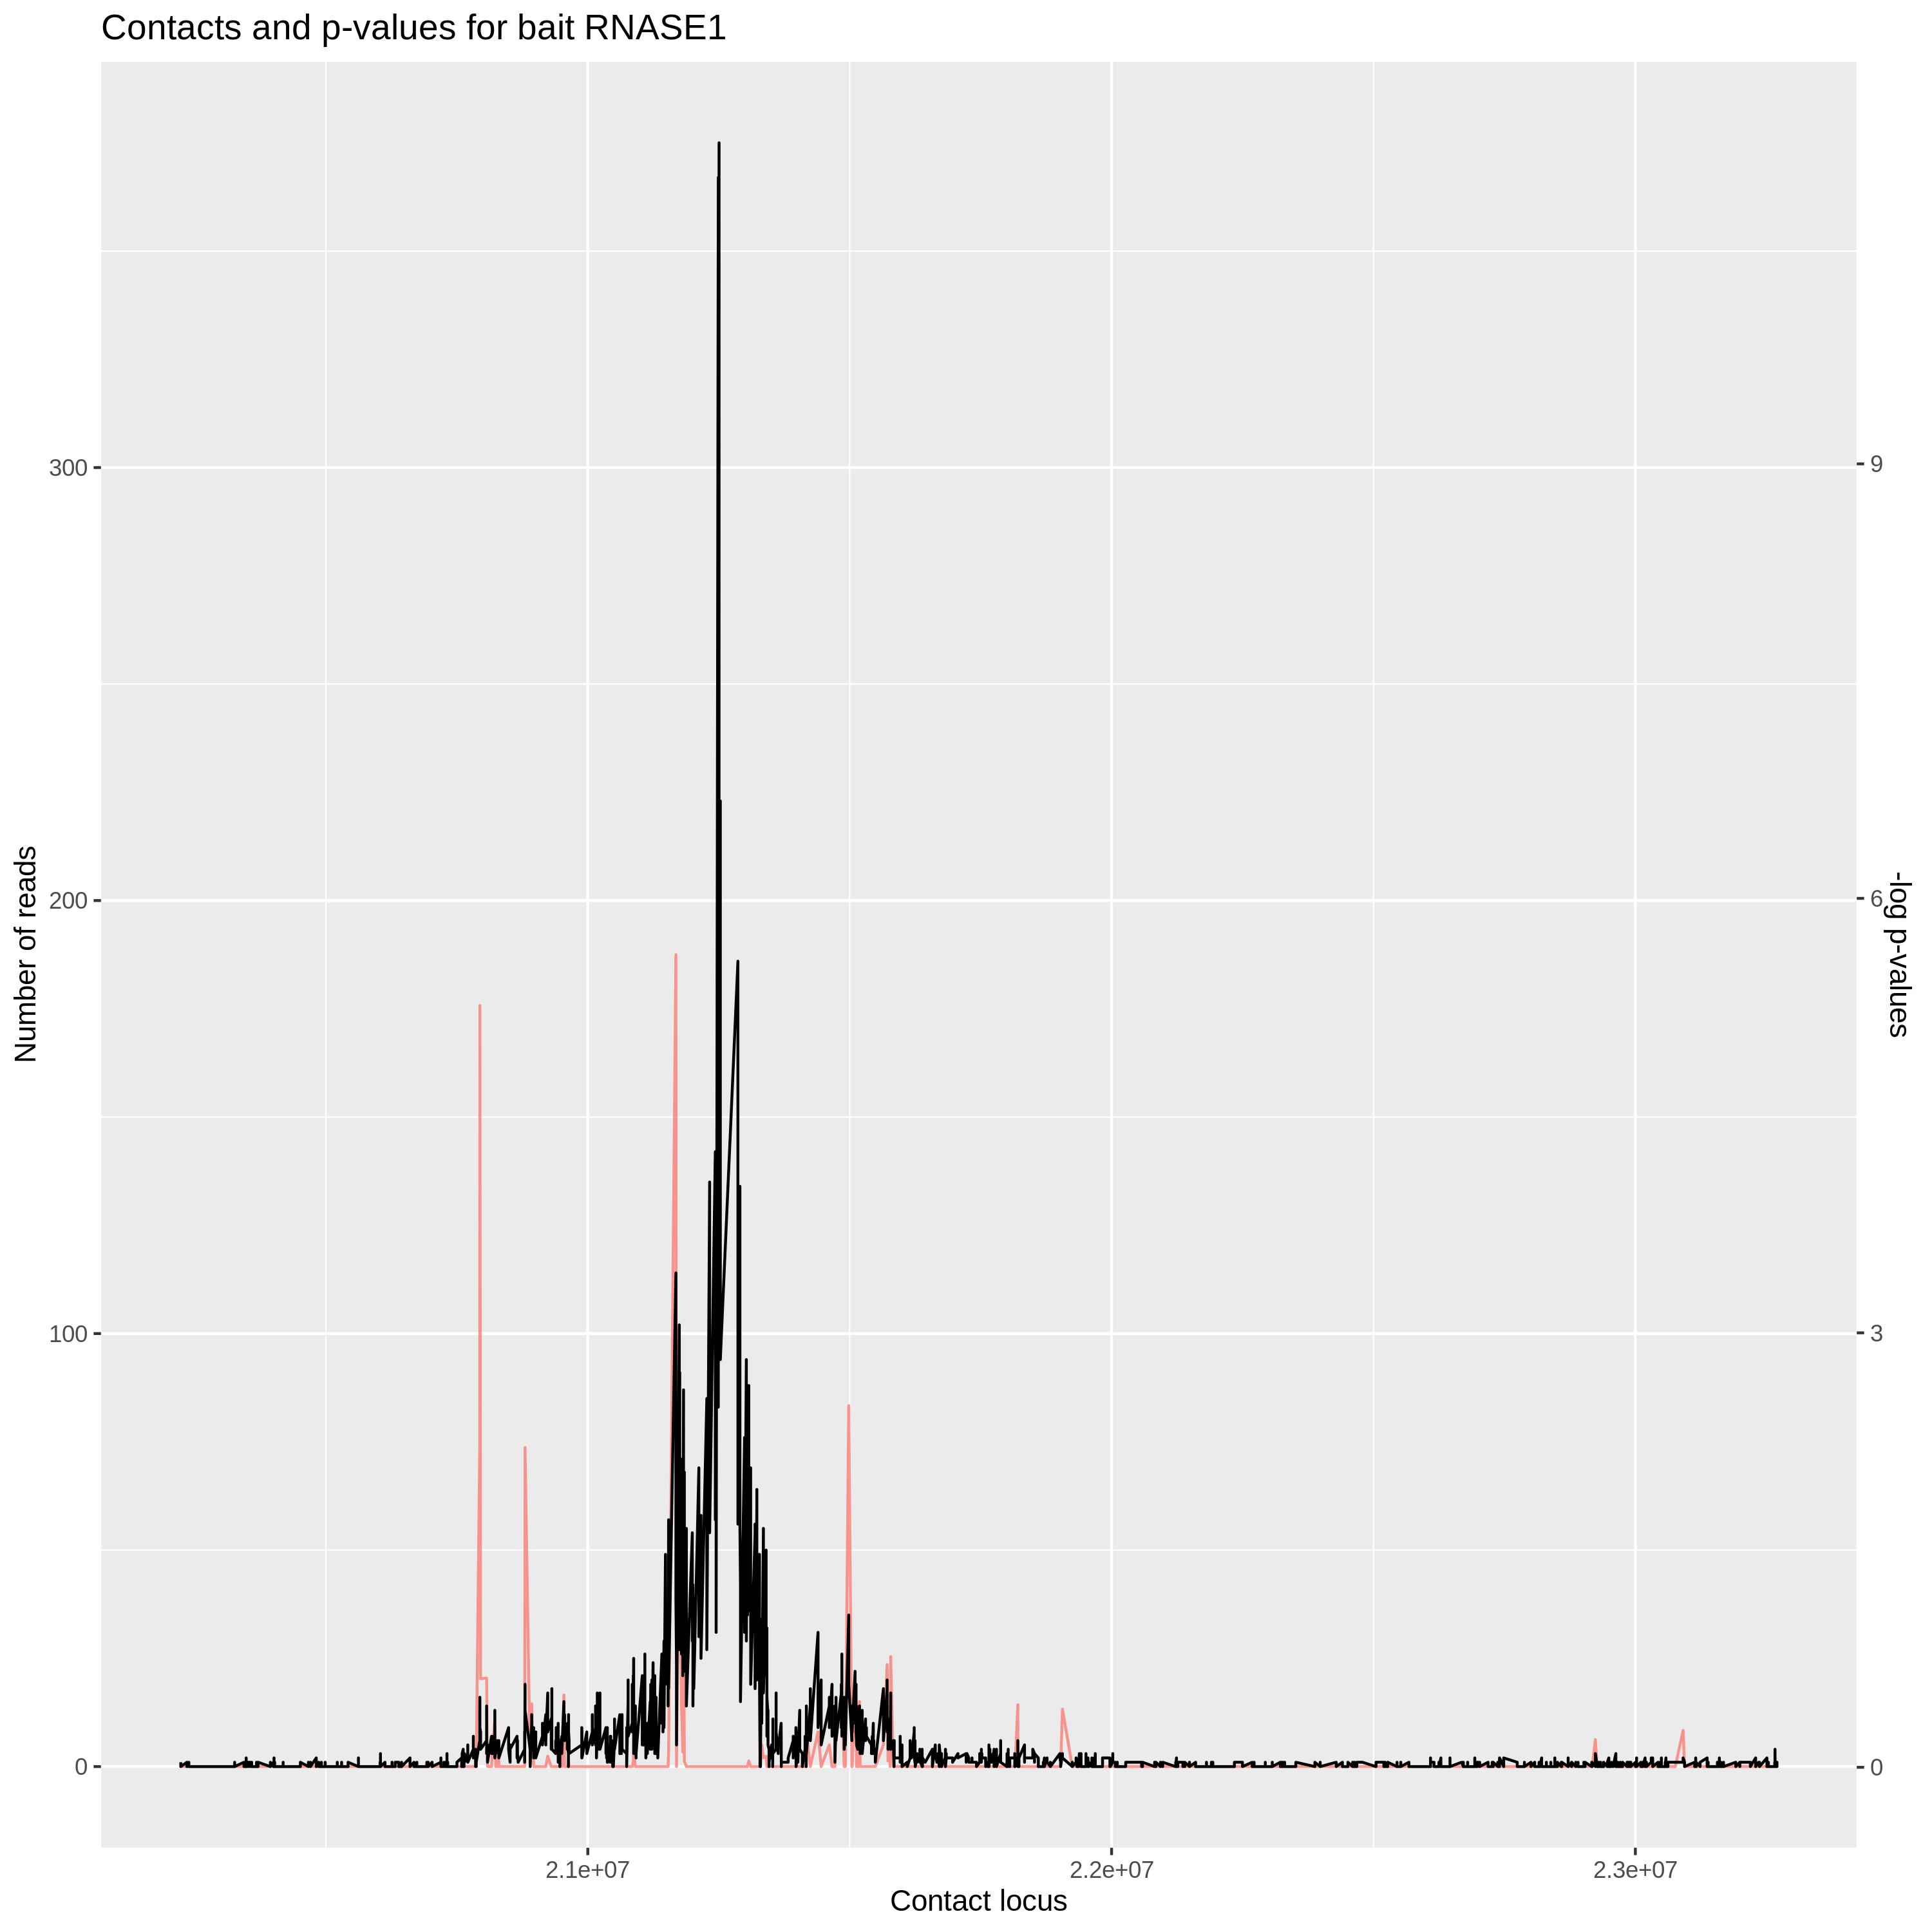 Contacts and p-values for bait RNASE1
Number of reads
300
200
100
0
9
6
3
0
-log p-values
2.1e+07
2.2e+07
2.3e+07
Contact locus